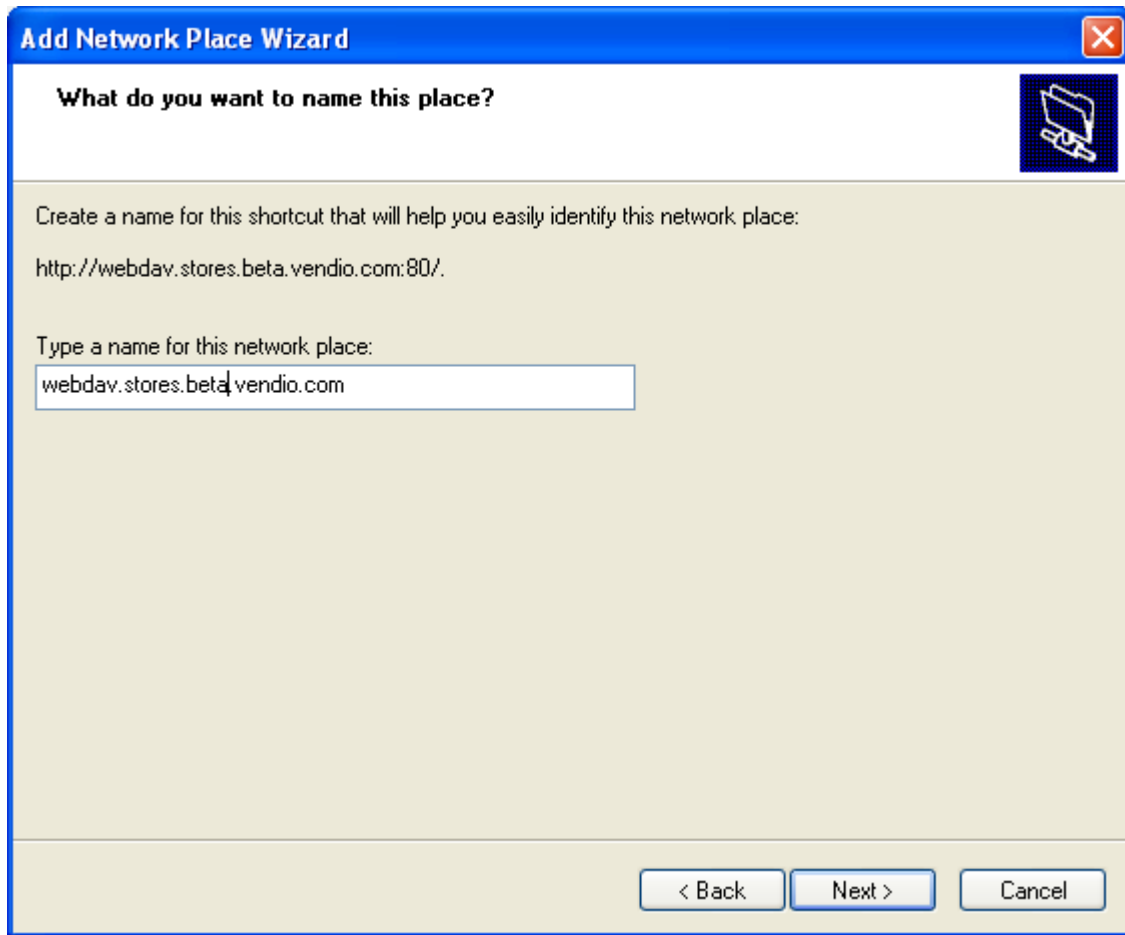 Add Network Place Wizard
What do you want to name this place?
Create a name for this shortcut that will help you easily identify this network place:
http://webdav.stores.beta.vendio.com:80/.
Type a name for this network place:
webdav.stores.beta.vendio.com
< Back Next > Cancel